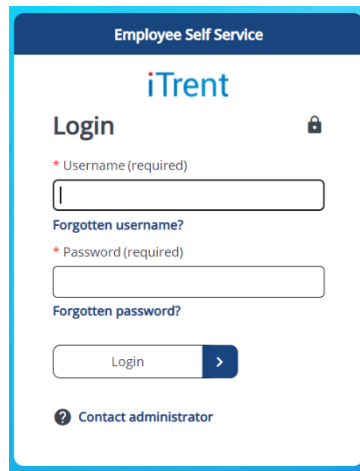 Employee Self Service
iTrent
Login
* Username (required)
Forgotten username?
* Password (required)
Forgotten password?
Login
Contact administrator